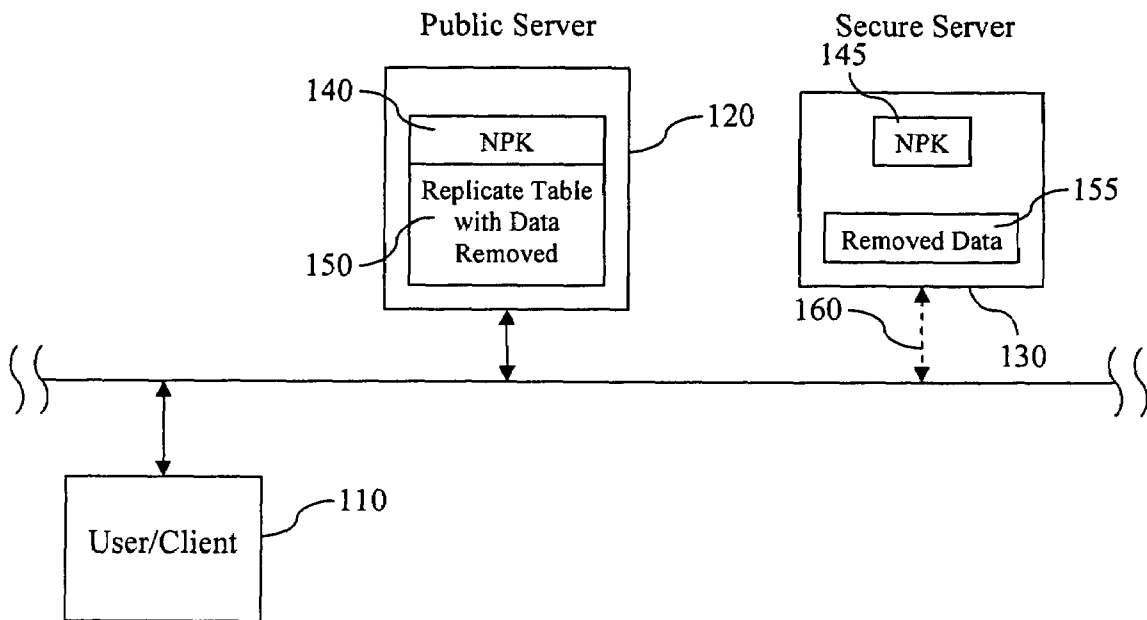 Public Server
Secure Server
140
145
120
NPK
NPK
Replicate Table
with Data
Removed
150
155
Removed Data
160
130
110
User/Client